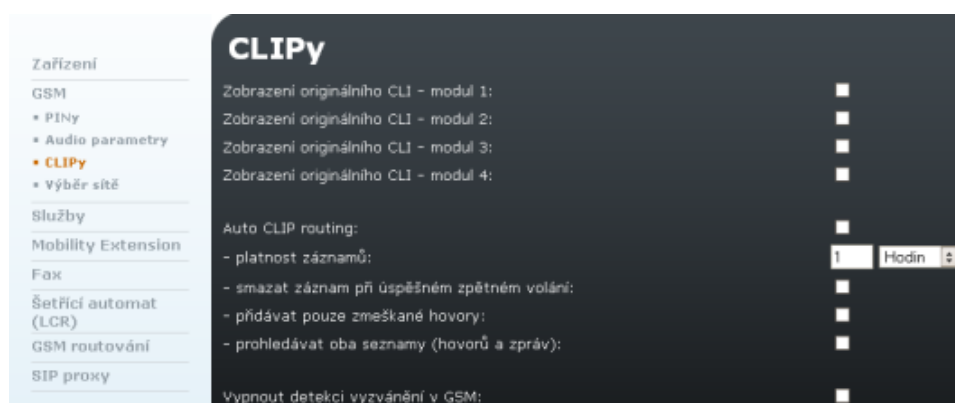 CLIPy
Zařízení
GSM
▪ PINy
▪ Audio parametry
▪ CLIPy
▪ Výběr sítě
Služby
Mobility Extension
Fax
Šetřící automat
(LCR)
GSM routování
SIP proxy
Zobrazení originálního CLI - modul 1:
Zobrazení originálního CLI - modul 2:
Zobrazení originálního CLI - modul 3:
Zobrazení originálního CLI - modul 4:
Auto CLIP routing:
- platnost záznamů: 1 Hodin
- smazat záznam při úspěšném zpětném volání:
- přidávat pouze zmeškané hovory:
- prohledávat oba seznamy (hovorů a zpráv):
Vypnout detekci vyzvánění v GSM: